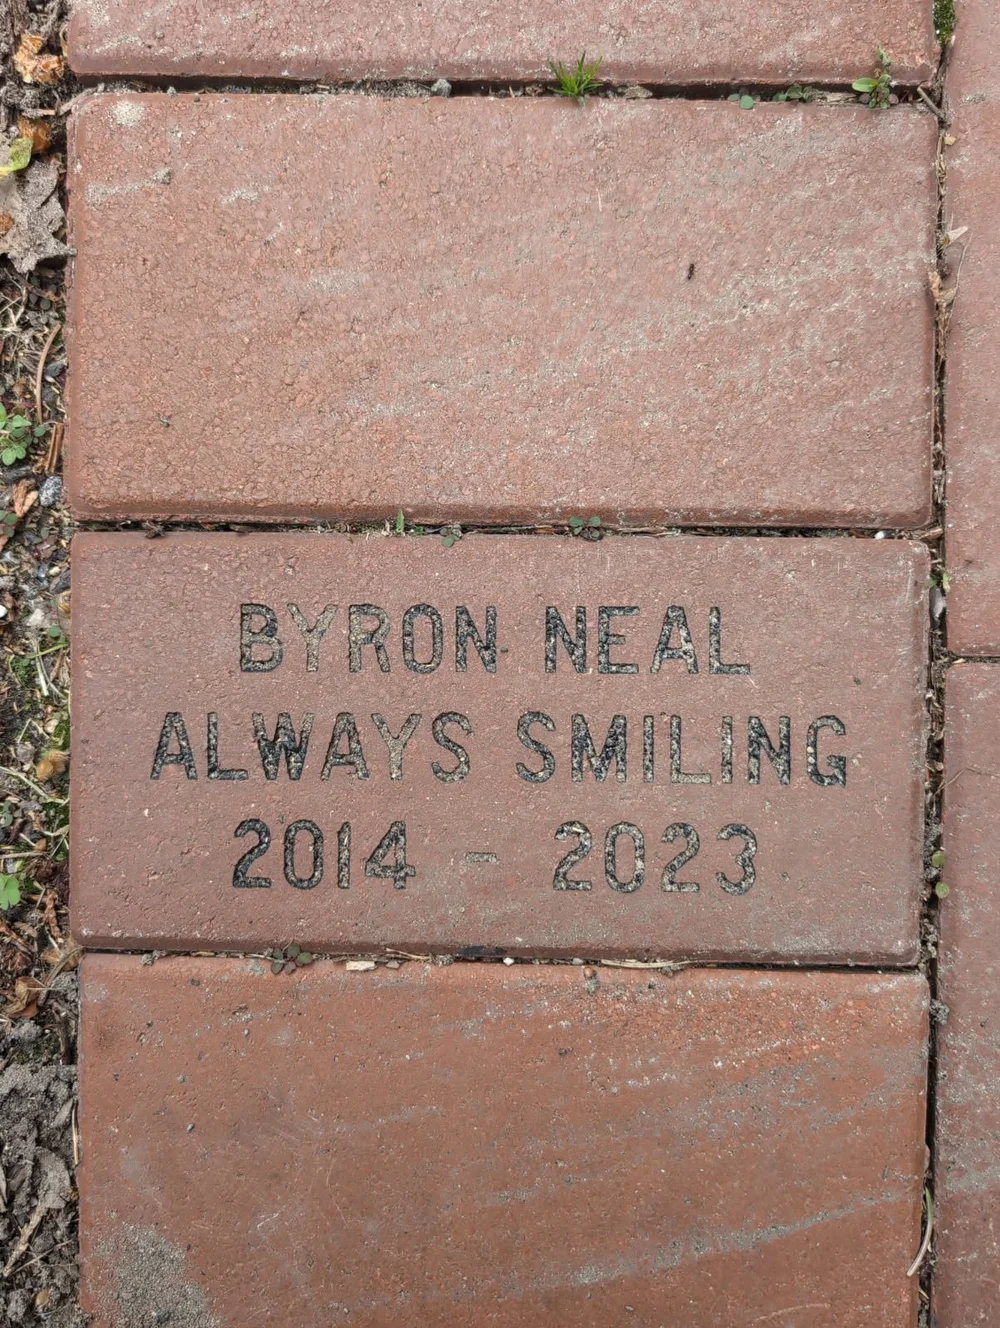 BYRON NEAL
ALWAYS SMILING
2014 - 2023